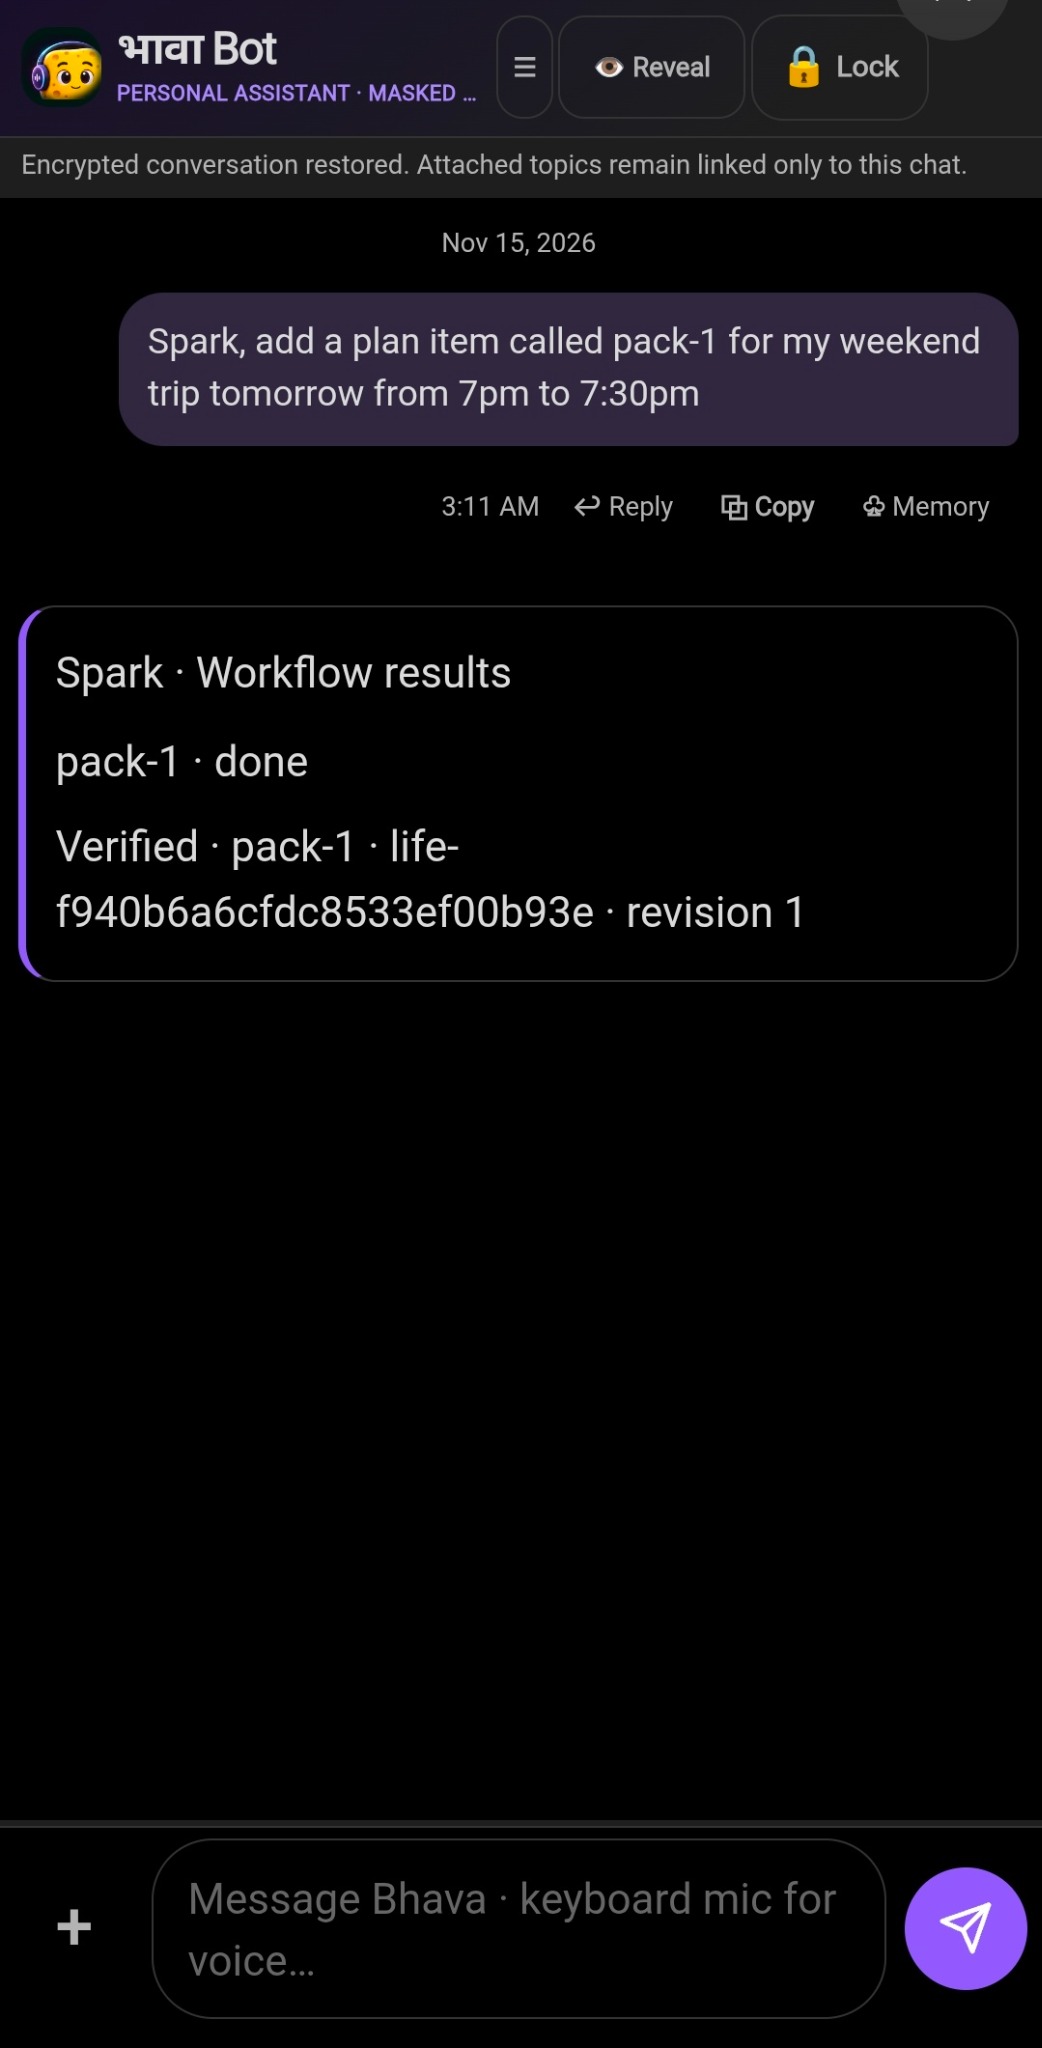 भावा Bot
PERSONAL ASSISTANT · MASKED …
☰
Reveal
Lock
Encrypted conversation restored. Attached topics remain linked only to this chat.
Nov 15, 2026
Spark, add a plan item called pack-1 for my weekend
trip tomorrow from 7pm to 7:30pm
3:11 AM
Reply
Copy
Memory
Spark · Workflow results
pack-1 · done
Verified · pack-1 · life-
f940b6a6cfdc8533ef00b93e · revision 1
+
Message Bhava · keyboard mic for
voice…